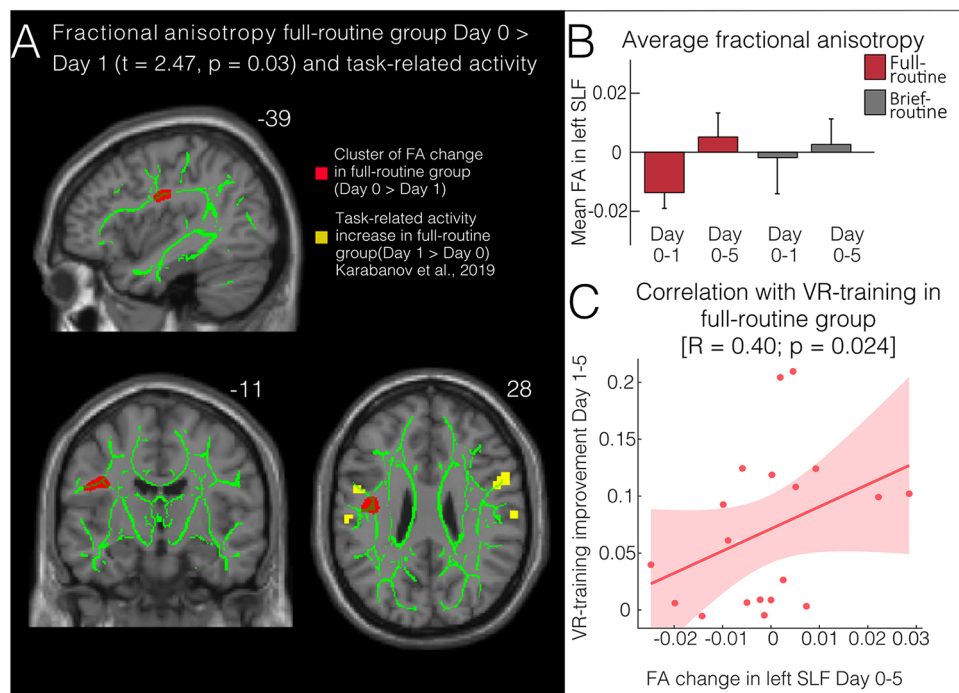 A Fractional anisotropy full-routine group Day 0 >
Day 1 (t = 2.47, p = 0.03) and task-related activity
-39
Cluster of FA change
in full-routine group
(Day 0 > Day 1)
Task-related activity
increase in full-routine
group(Day 1 > Day 0)
Karabanov et al., 2019
-11
28
B Average fractional anisotropy
Full-
routine
Brief-
routine
Mean FA in left SLF
0.02
0
-0.02
Day Day Day Day
0-1 0-5 0-1 0-5
C Correlation with VR-training in
full-routine group
[R = 0.40; p = 0.024]
VR-training improvement Day 1-5
0.2
0.15
0.1
0.05
0
-0.02 -0.01 0 0.01 0.02 0.03
FA change in left SLF Day 0-5